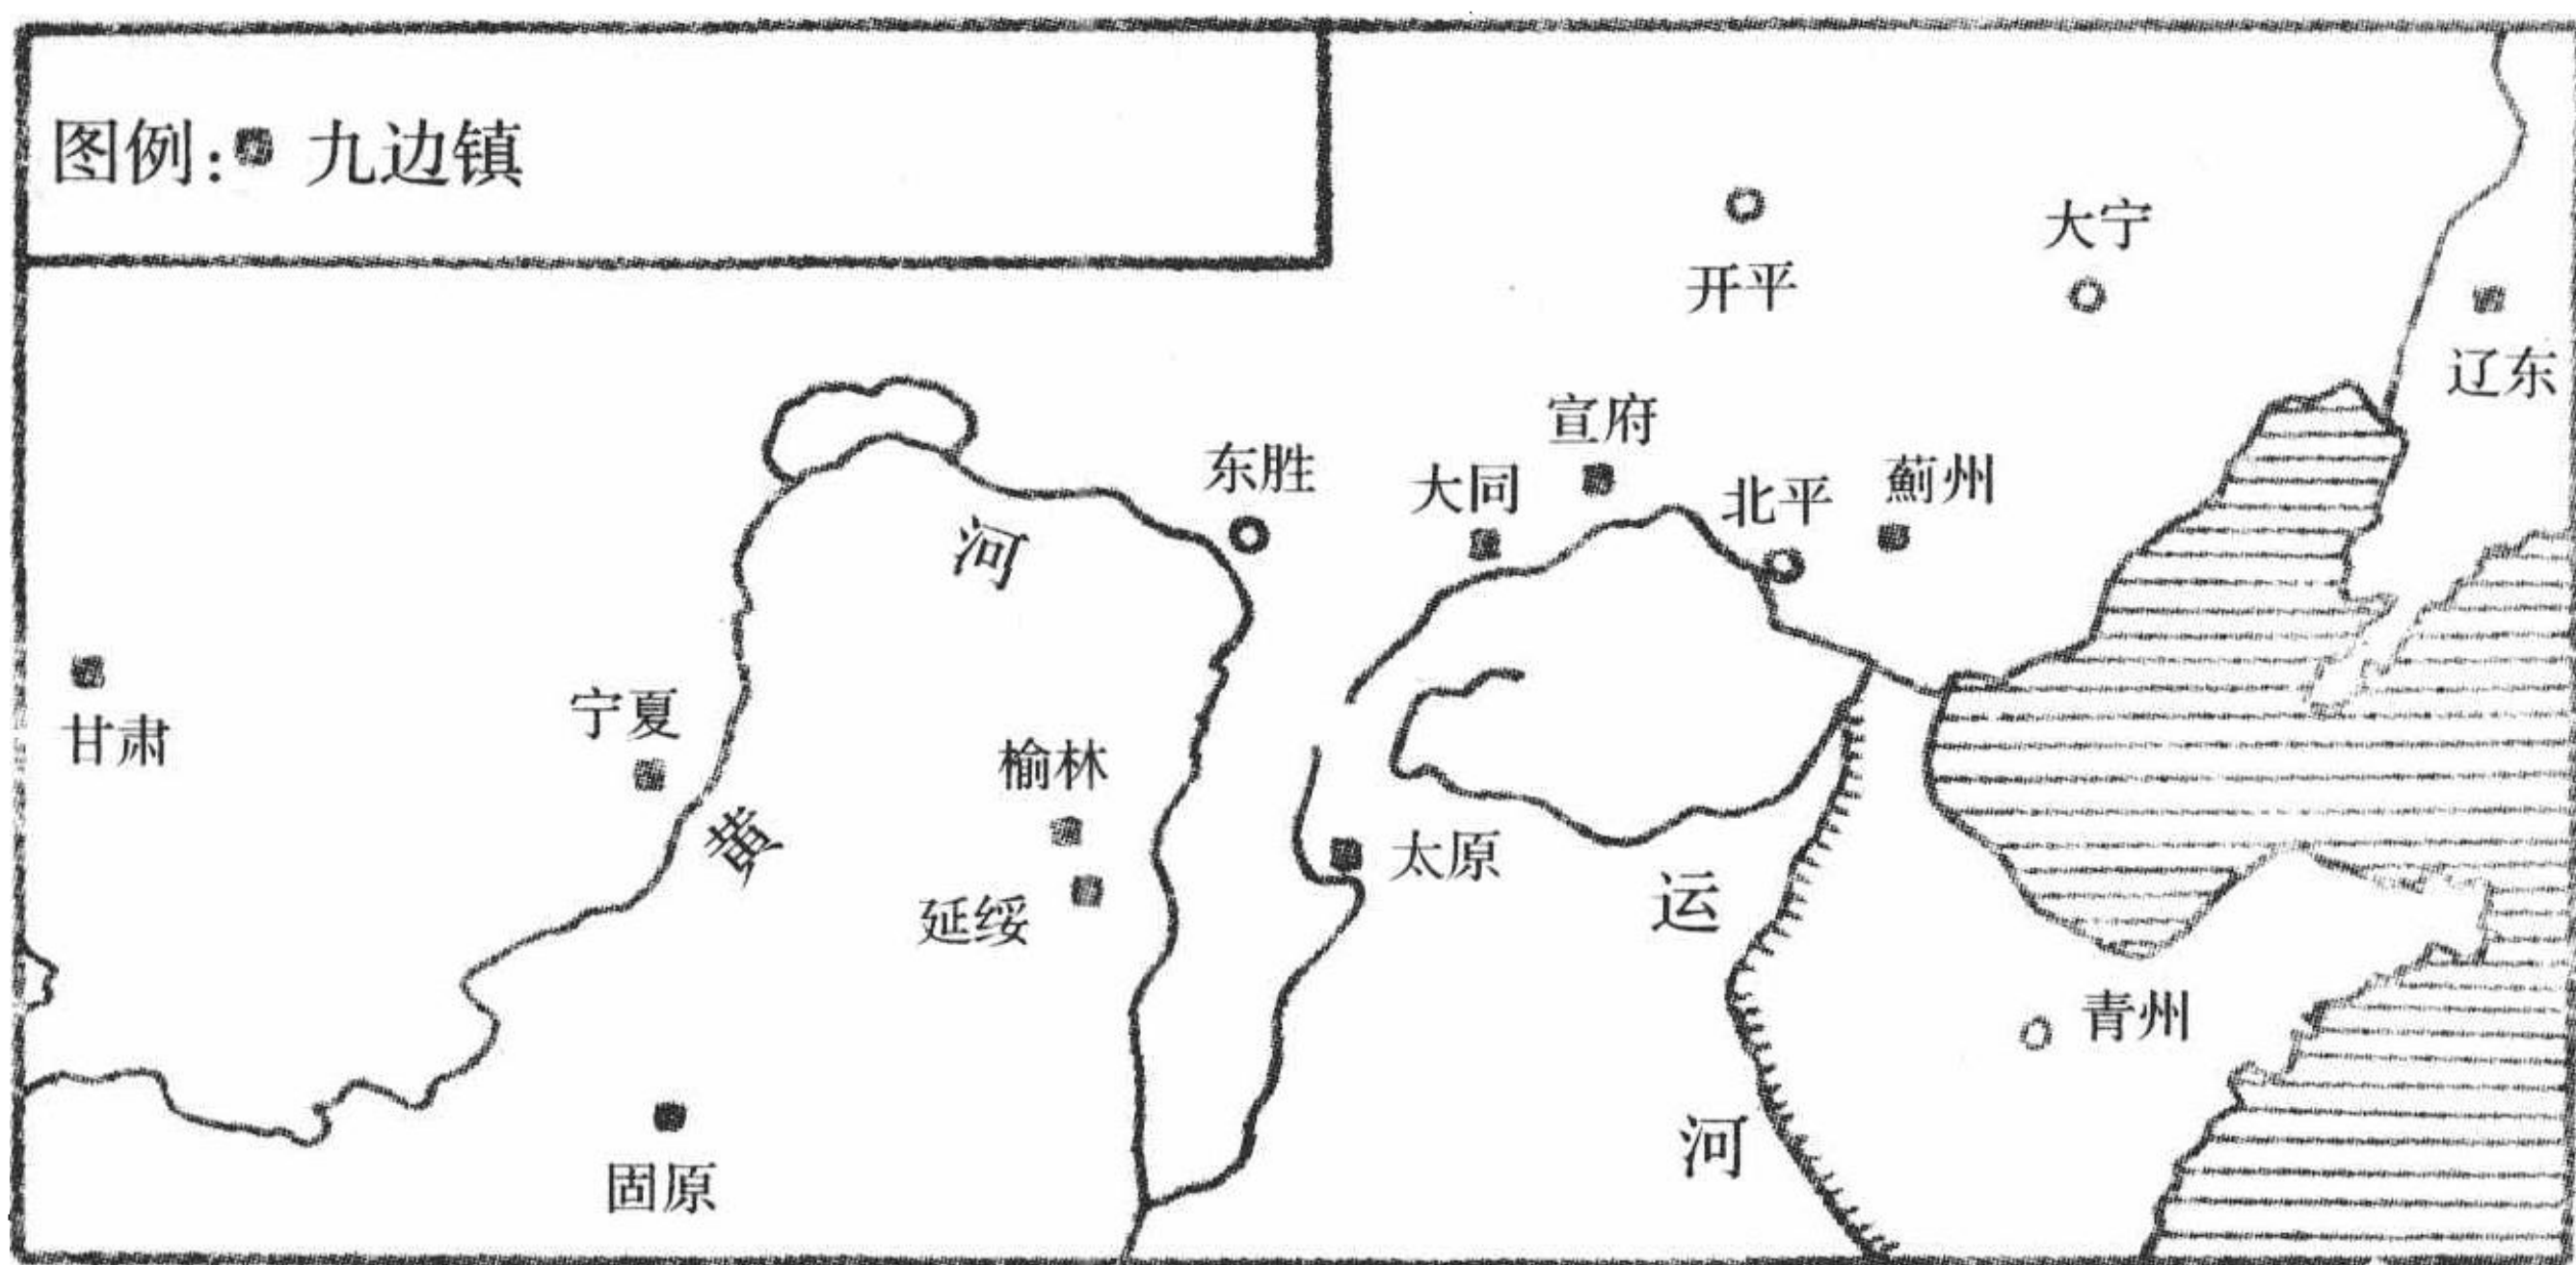 图例: 九边镇
开平
大宁
辽东
宣府
东胜
大同
北平
蓟州
河
黄
甘肃
宁夏
榆林
延绥
太原
运
河
青州
固原